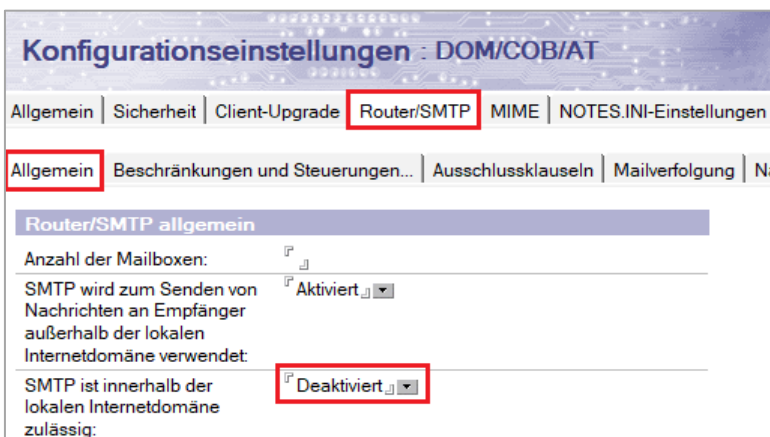 Konfigurationseinstellungen : DOM/COB/AT
Allgemein | Sicherheit | Client-Upgrade | Router/SMTP | MIME | NOTES.INI-Einstellungen
Allgemein | Beschränkungen und Steuerungen... | Ausschlussklauseln | Mailverfolgung |
Router/SMTP allgemein
Anzahl der Mailboxen:
SMTP wird zum Senden von Aktiviert
Nachrichten an Empfänger
außerhalb der lokalen
Internetdomäne verwendet:
SMTP ist innerhalb der Deaktiviert
lokalen Internetdomäne
zulässig: